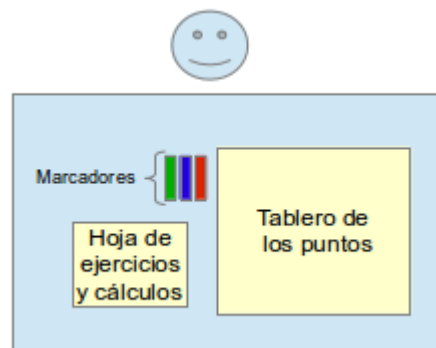 Marcadores
Tablero de
los puntos
Hoja de
ejercicios
y cálculos